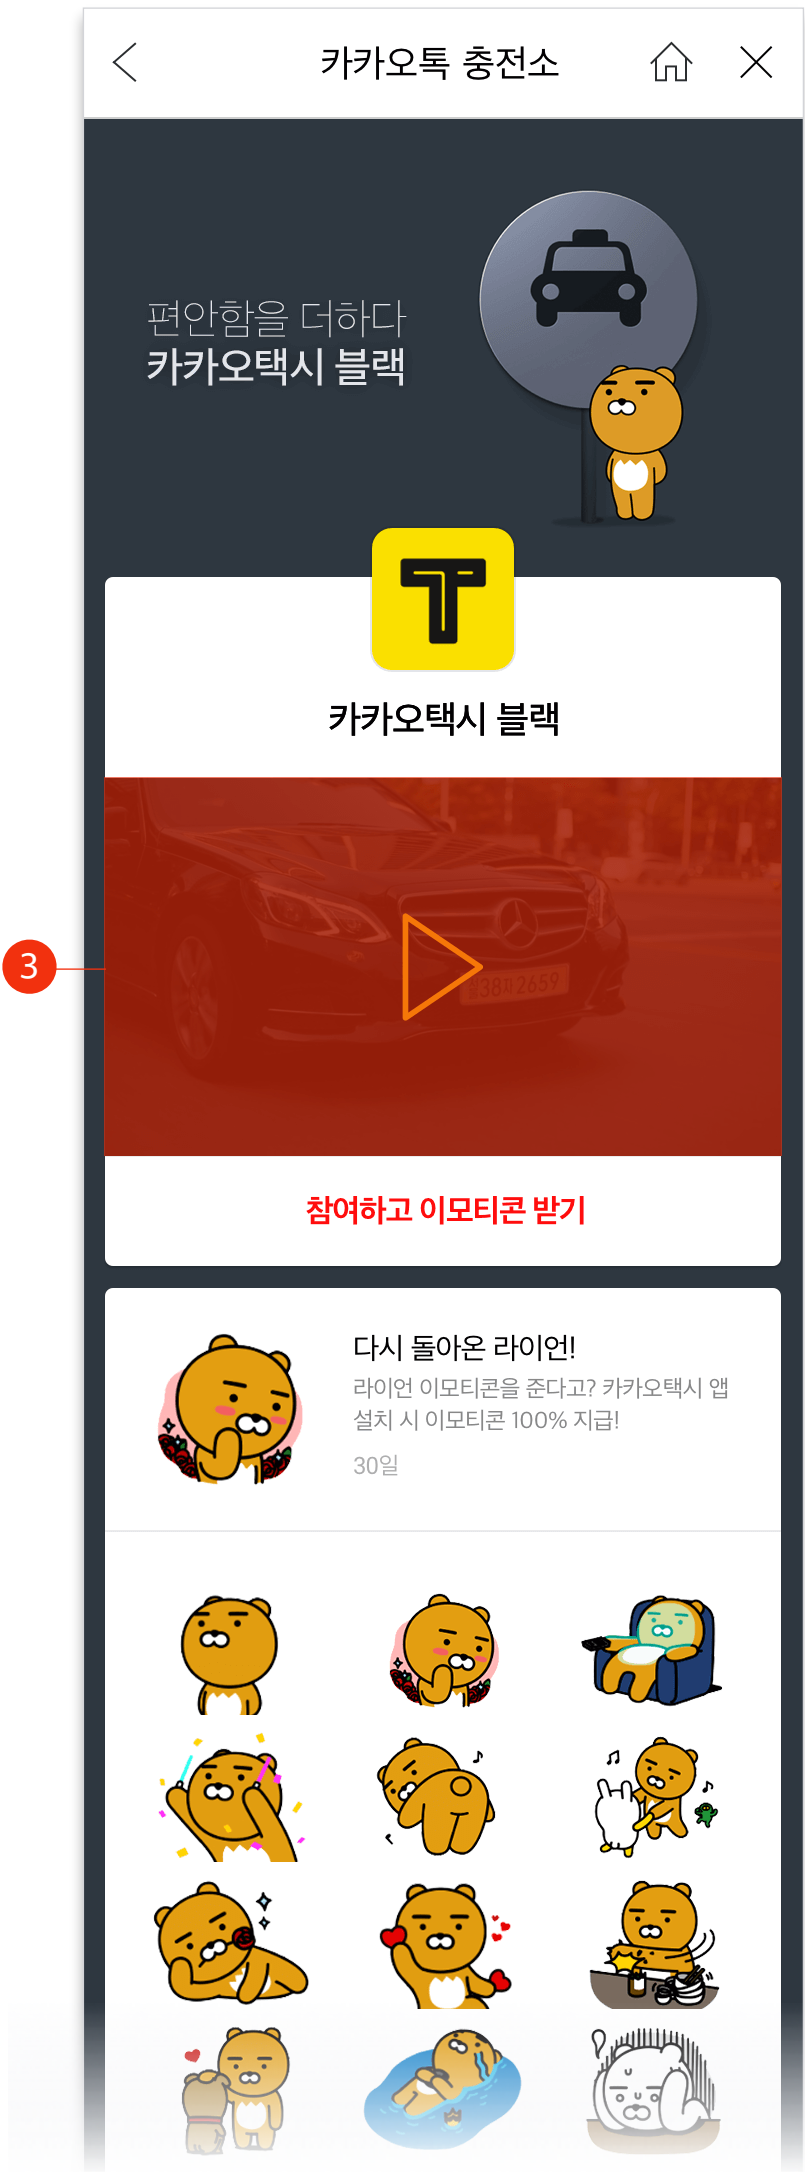 카카오톡 충전소
편안함을 더하다
카카오택시 블랙
T
카카오택시 블랙
3
38지 2659
참여하고 이모티콘 받기
다시 돌아온 라이언!
라이언 이모티콘을 준다고? 카카오택시 앱
설치 시 이모티콘 100% 지급!
30일